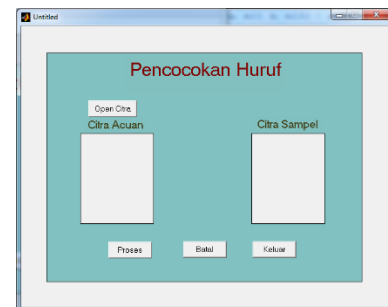 Untitled
Pencocokan Huruf
Open Citra
Citra Acuan
Citra Sampel
Proses
Batal
Keluar